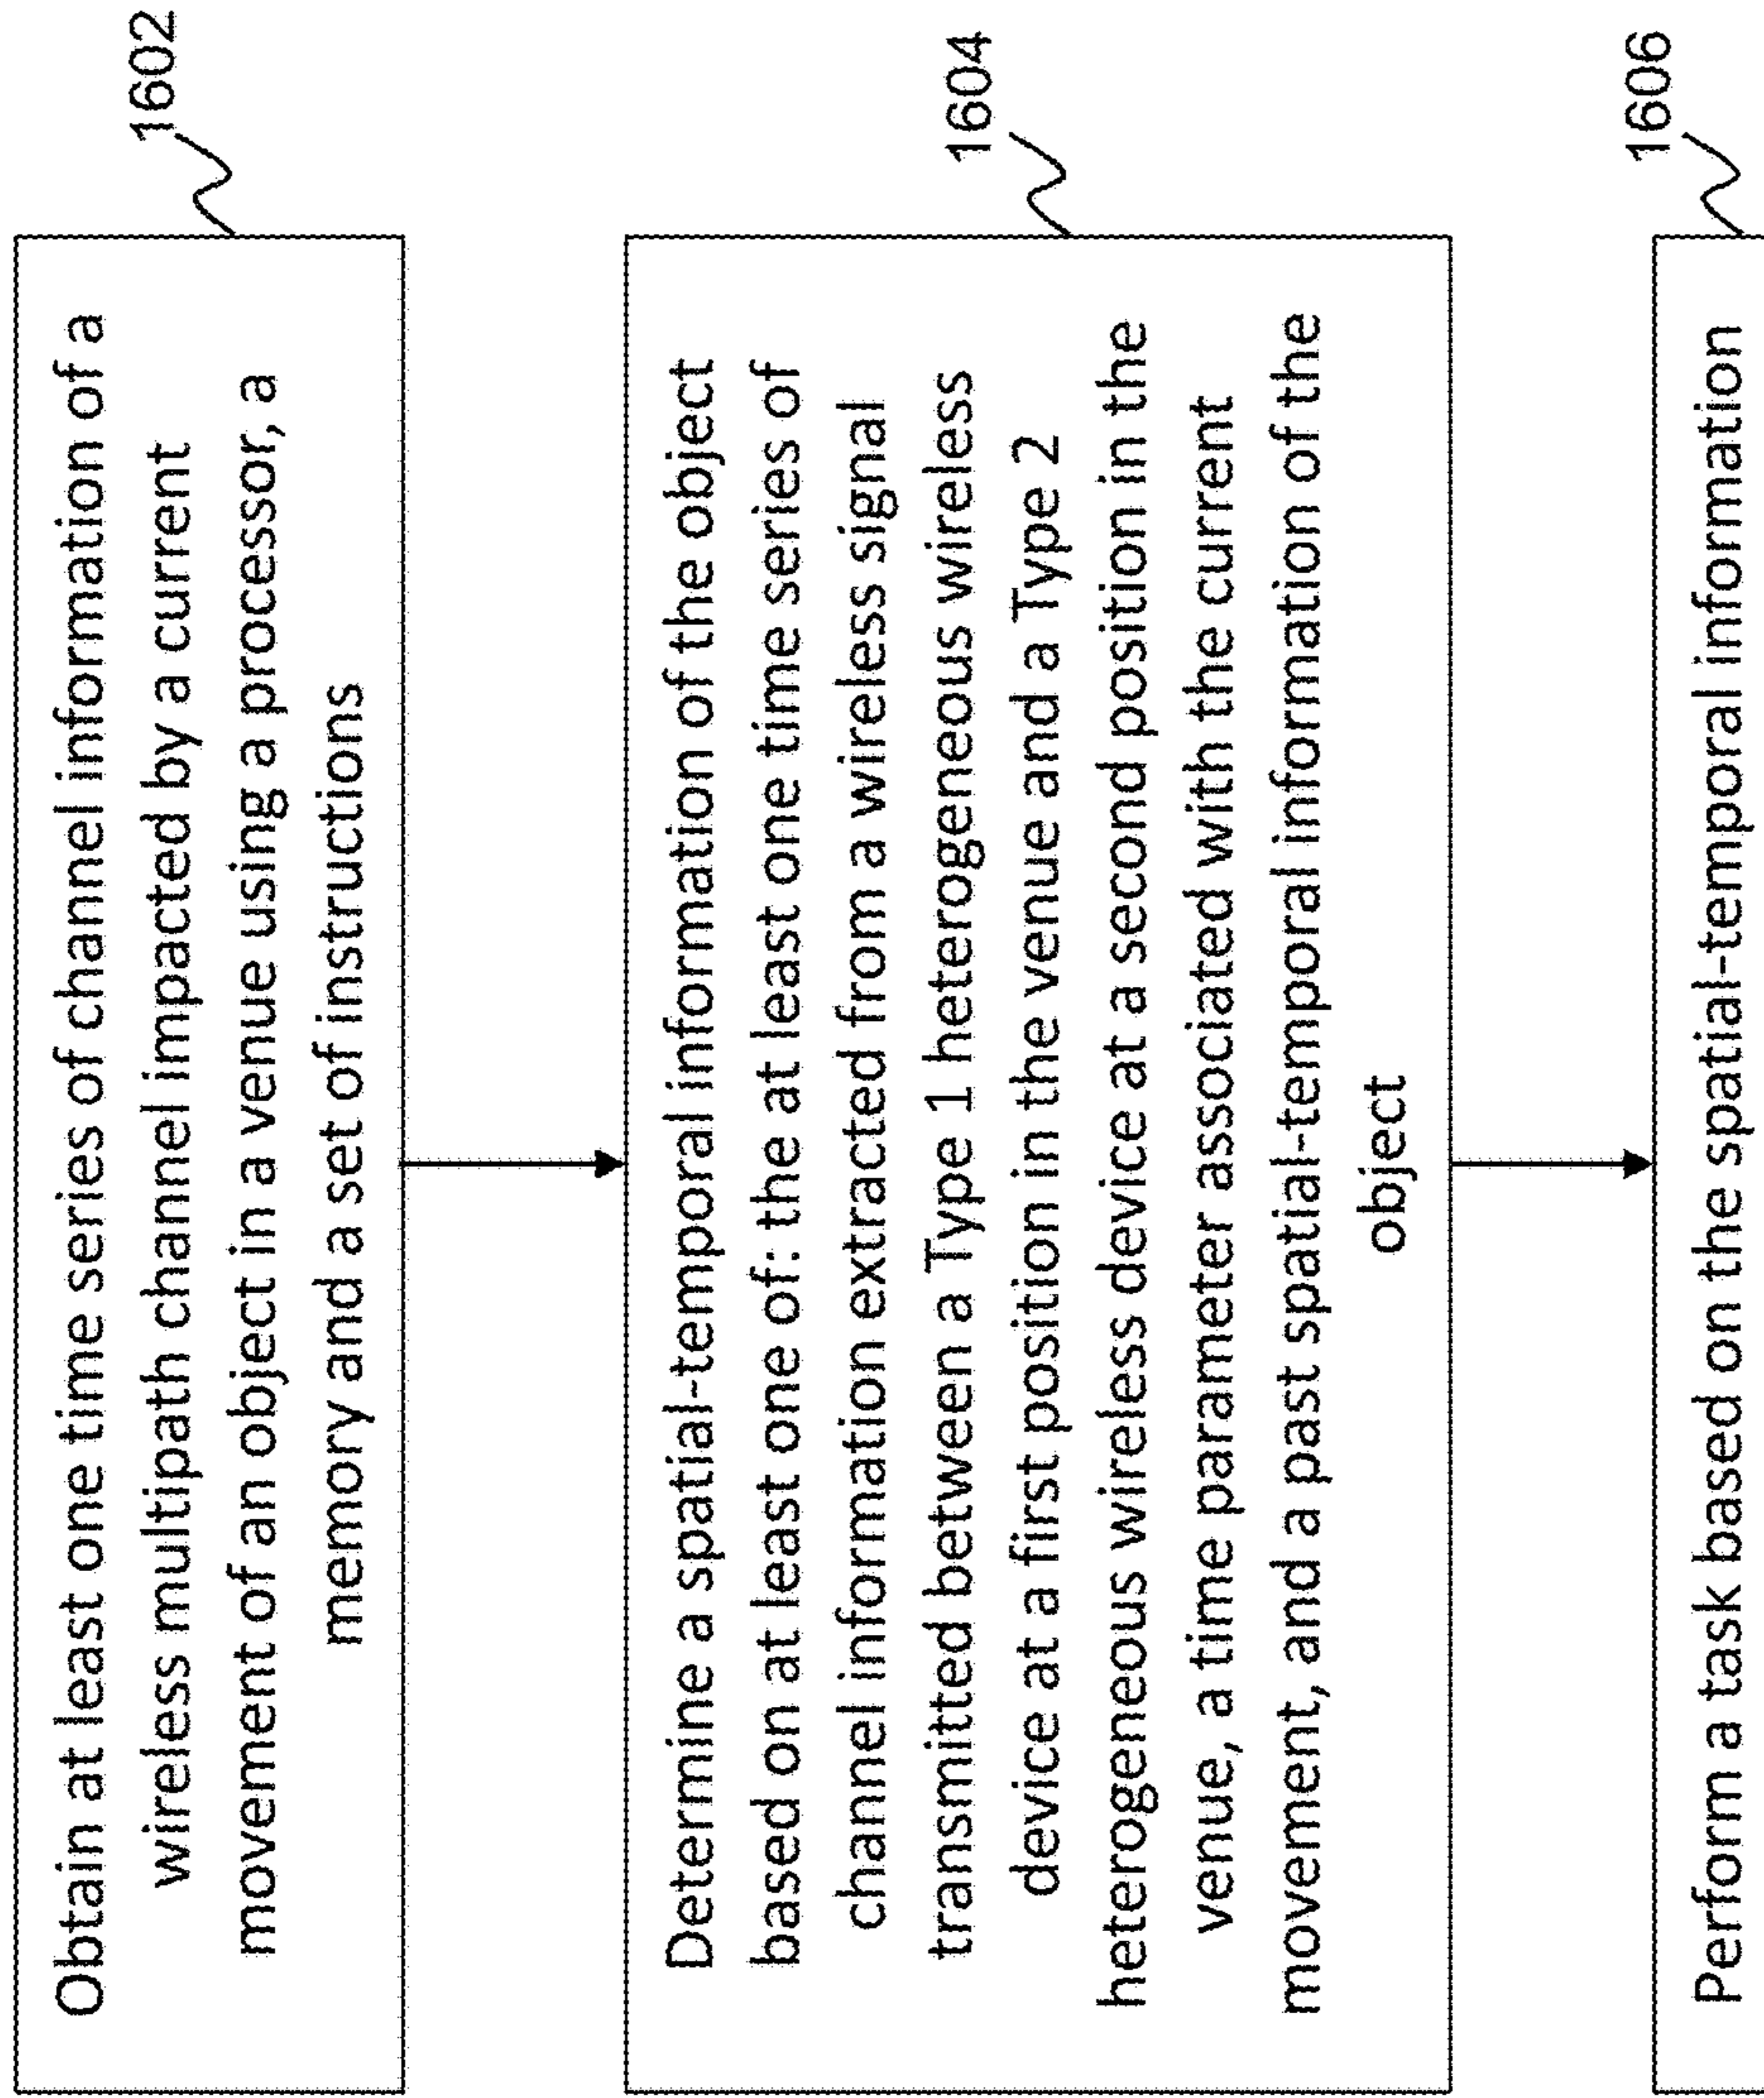 Obtain at least one time series of channel information of a
wireless multipath channel impacted by a current
movement of an object in a venue using a processor, a
memory and a set of instructions
1602
Determine a spatial-temporal information of the object
based on at least one of: the at least one time series of
channel information extracted from a wireless signal
transmitted between a Type 1 heterogeneous wireless
device at a first position in the venue and a Type 2
heterogeneous wireless device at a second position in the
venue, a time parameter associated with the current
movement, and a past spatial-temporal information of the
object
1604
Perform a task based on the spatial-temporal information
1606